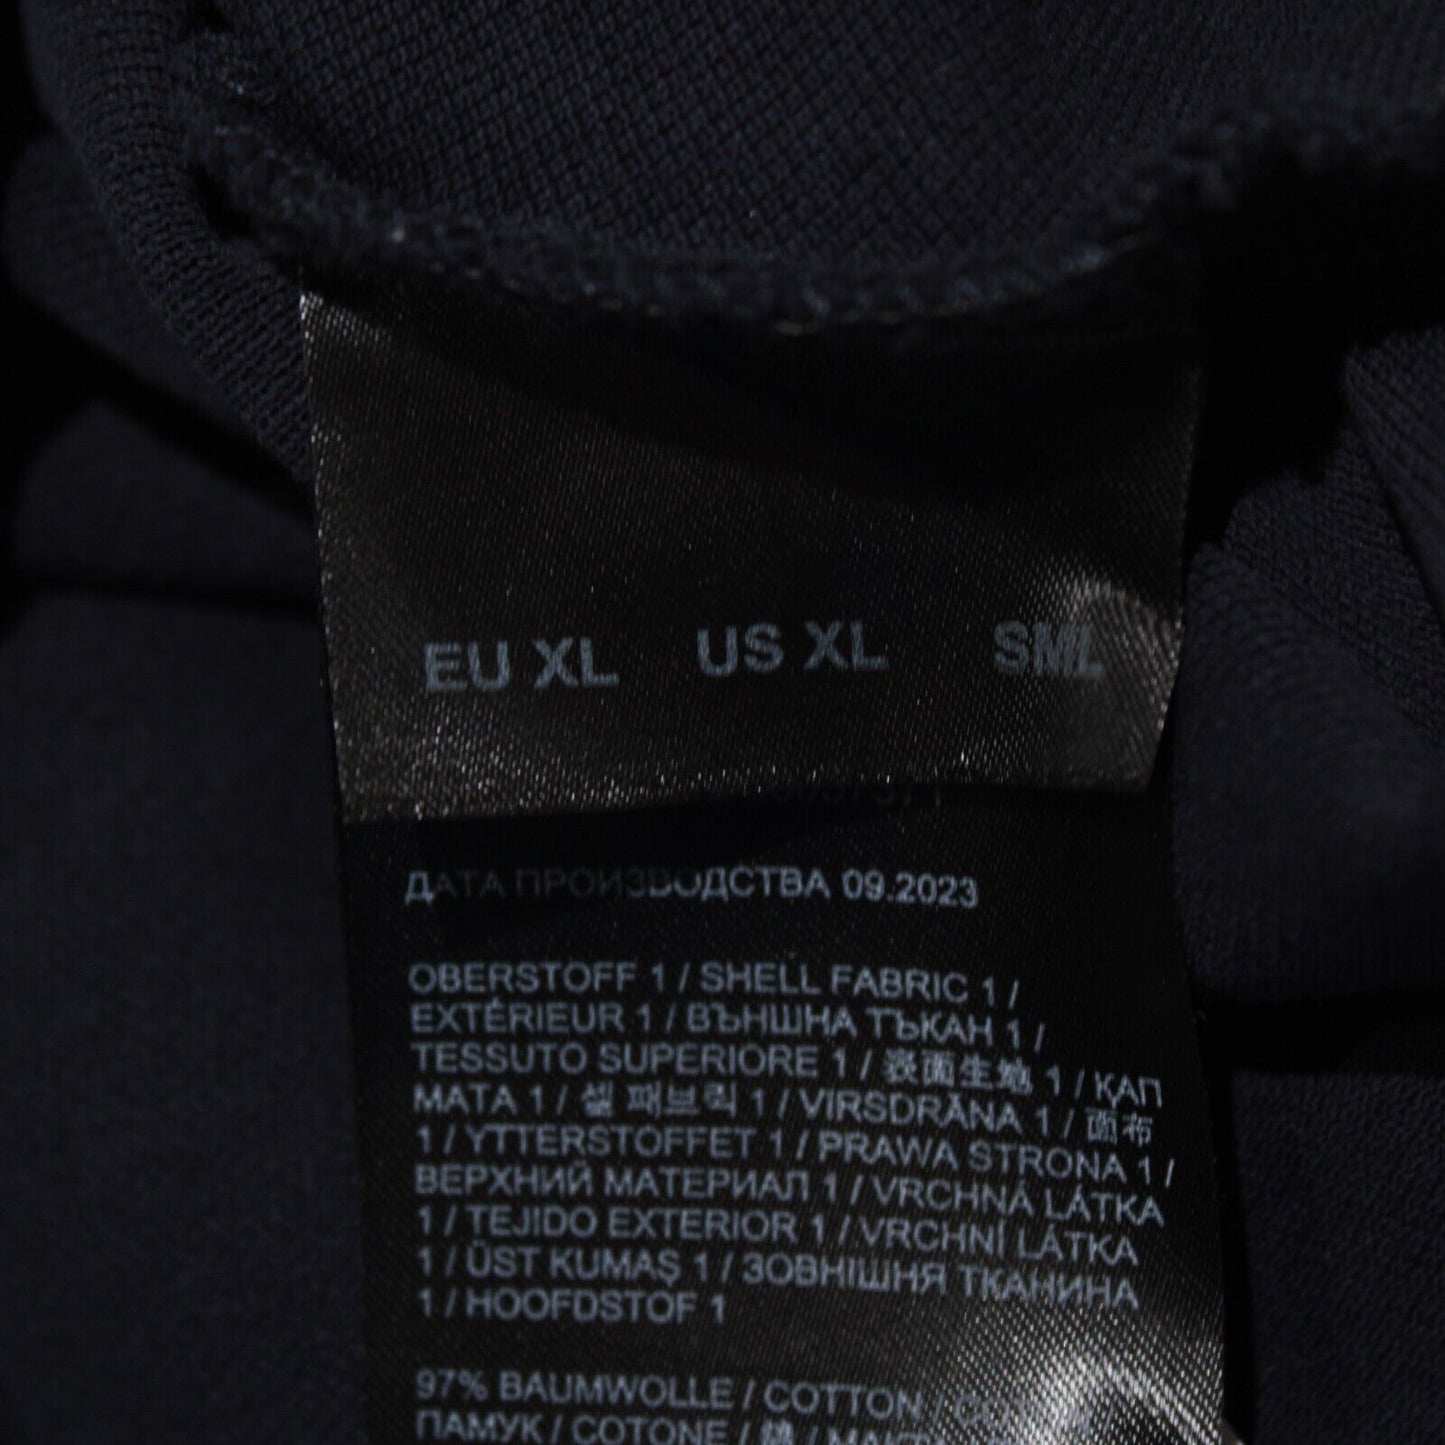 EU XL US XL SML
ДАТА ПРОИЗВОДСТВА 09.2023
OBERSTOFF 1 / SHELL FABRIC 1 /
EXTÉRIEUR 1 / ВЪНШНА ТЪКАН 1 /
TESSUTO SUPERIORE 1 / 表面生地 1 / ҚАП
МАТА 1 / 셀 패브릭 1 / VIRSDRĀNA 1 / 面布
1 / YTTERSTOFFET 1 / PRAWA STRONA 1 /
ВЕРХНИЙ МАТЕРИАЛ 1 / VRCHNÁ LÁTKA
1 / TEJIDO EXTERIOR 1 / VRCHNÍ LÁTKA
1 / ÜST KUMAŞ 1 / ЗОВНІШНЯ ТКАНИНА
1 / HOOFDSTOF 1
97% BAUMWOLLE / COTTON
ПАМУК / COTONE / 綿